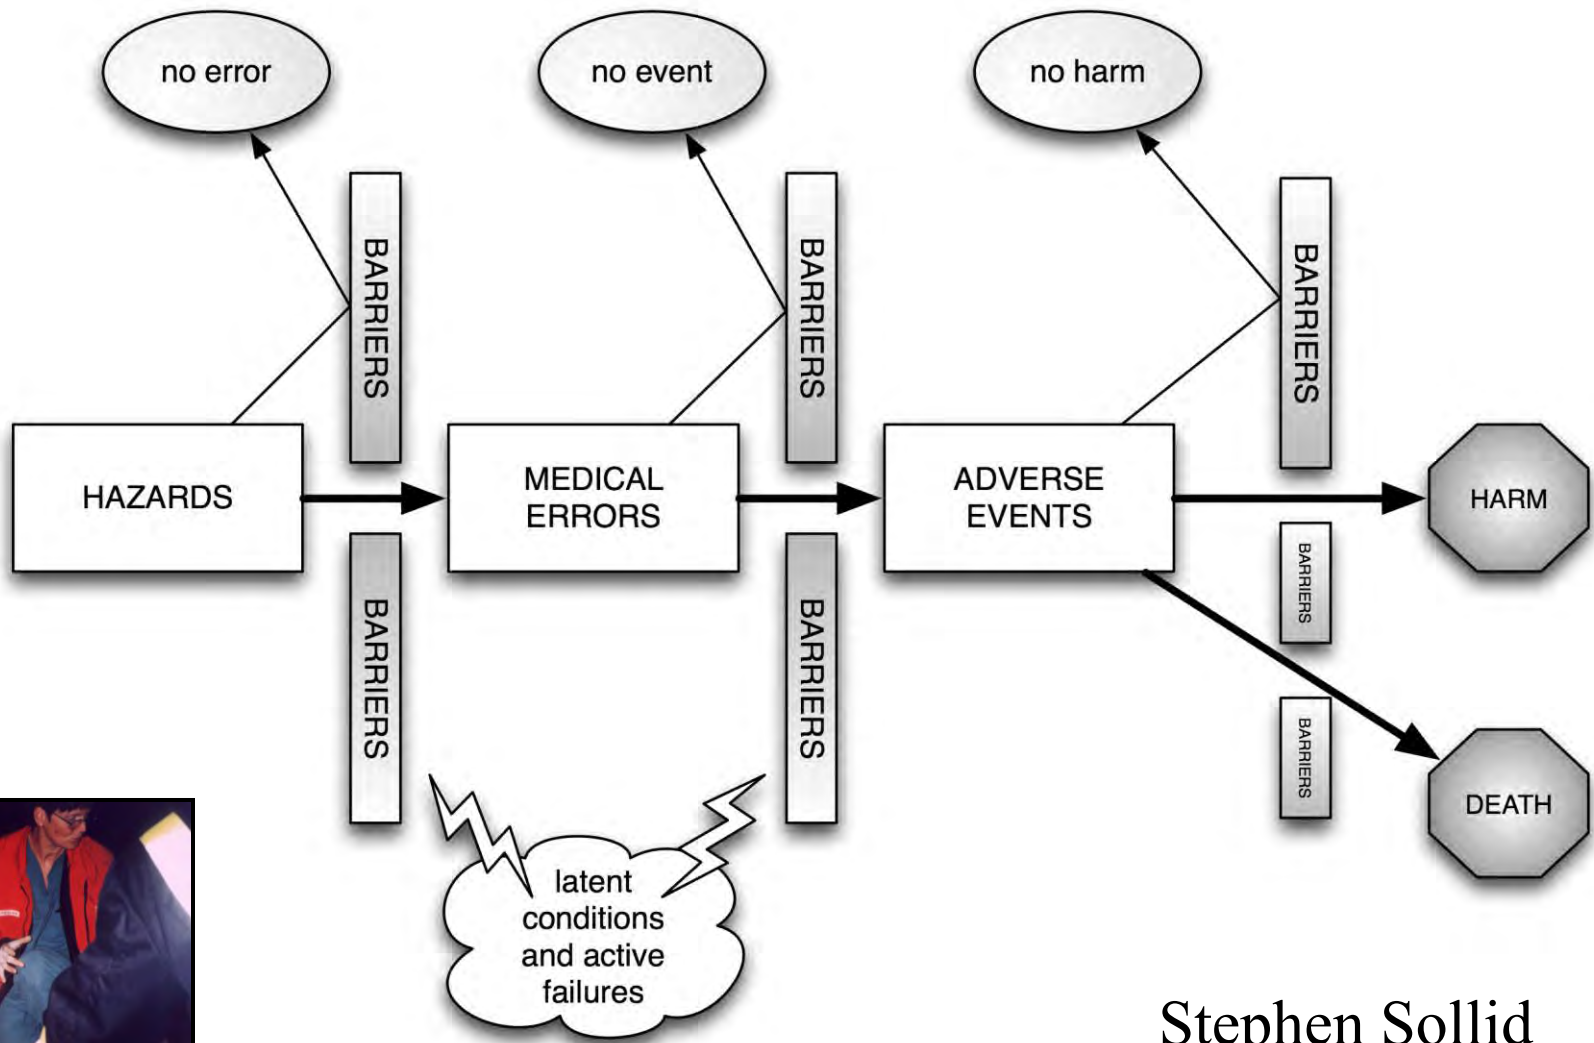 no error
no event
no harm
BARRIERS
BARRIERS
BARRIERS
HAZARDS
MEDICAL
ERRORS
ADVERSE
EVENTS
HARM
BARRIERS
BARRIERS
BARRIERS
BARRIERS
DEATH
latent
conditions
and active
failures
Stephen Sollid